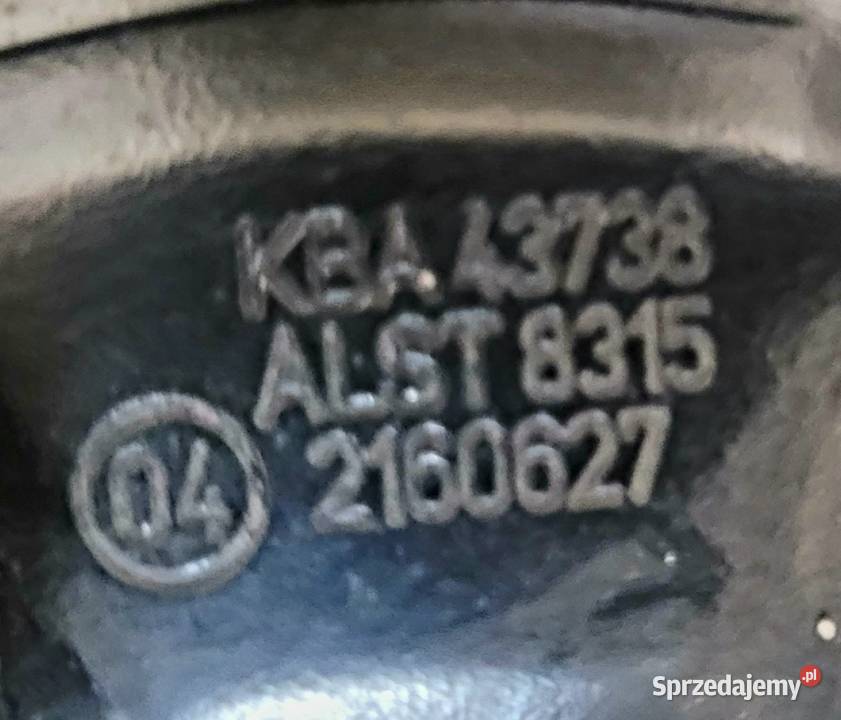 KBA 43738
ALST 8315
04 2160627
Sprzedajemy.pl